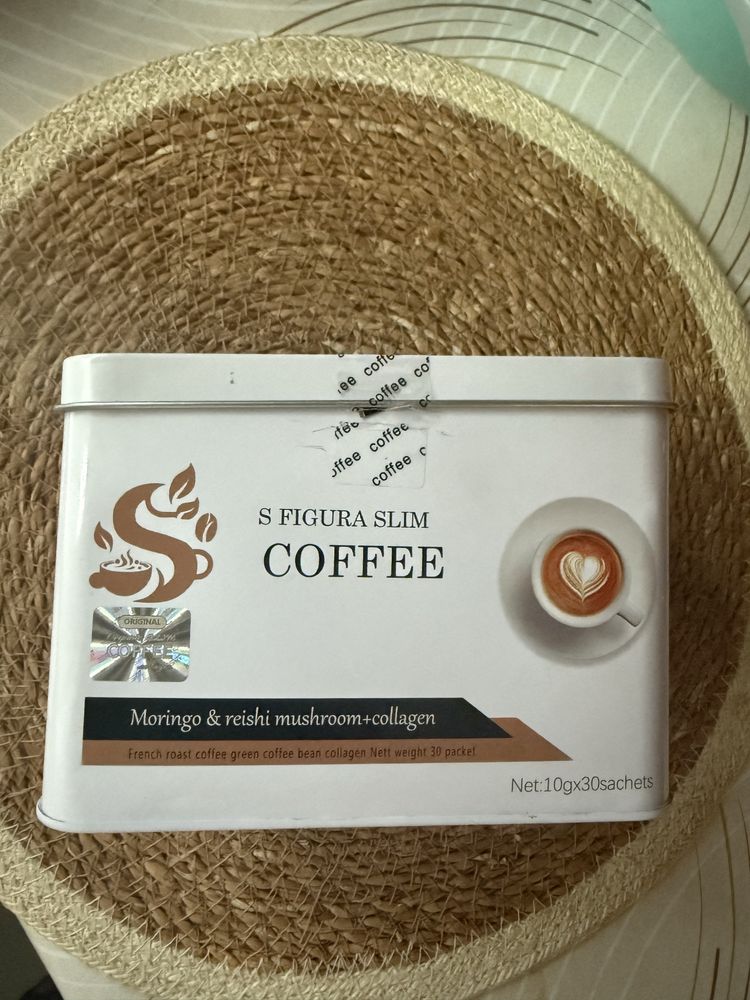 coffee
coffee
coffee
coffee
S FIGURA SLIM
COFFEE
ORIGINAL
COFFEE
Moringo & reishi mushroom+collagen
French roast coffee green coffee bean collagen Nett weight 30 packet
Net:10gx30sachets